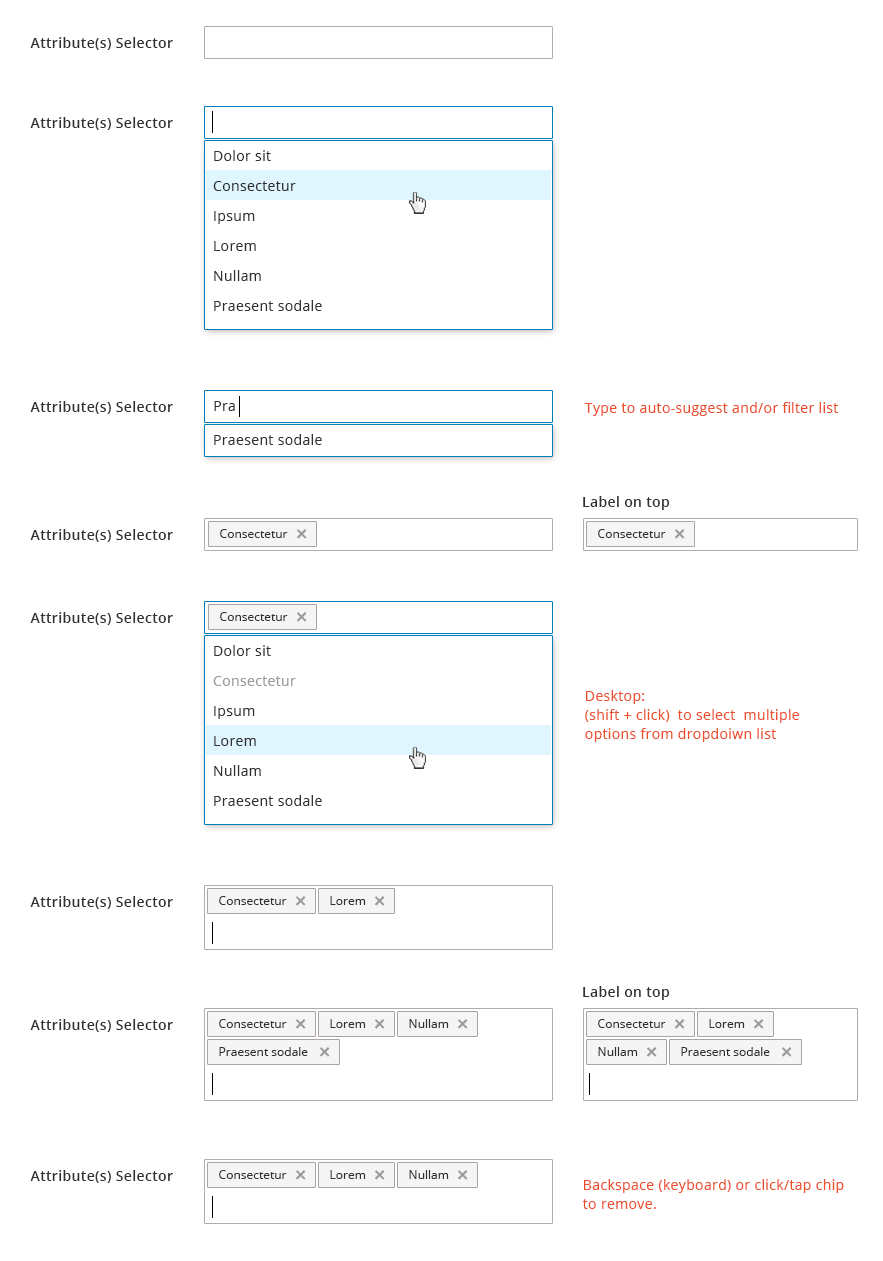 Attribute(s) Selector
Attribute(s) Selector
Dolor sit
Consectetur
Ipsum
Lorem
Nullam
Praesent sodale
Attribute(s) Selector
Pra
Type to auto-suggest and/or filter list
Praesent sodale
Label on top
Attribute(s) Selector
Consectetur
Consectetur
Attribute(s) Selector
Consectetur
Dolor sit
Consectetur
Ipsum
Lorem
Nullam
Praesent sodale
Desktop:
(shift + click) to select multiple
options from dropdoiwn list
Attribute(s) Selector
Consectetur Lorem
Label on top
Attribute(s) Selector
Consectetur Lorem Nullam
Praesent sodale
Consectetur Lorem
Nullam Praesent sodale
Attribute(s) Selector
Consectetur Lorem Nullam
Backspace (keyboard) or click/tap chip
to remove.